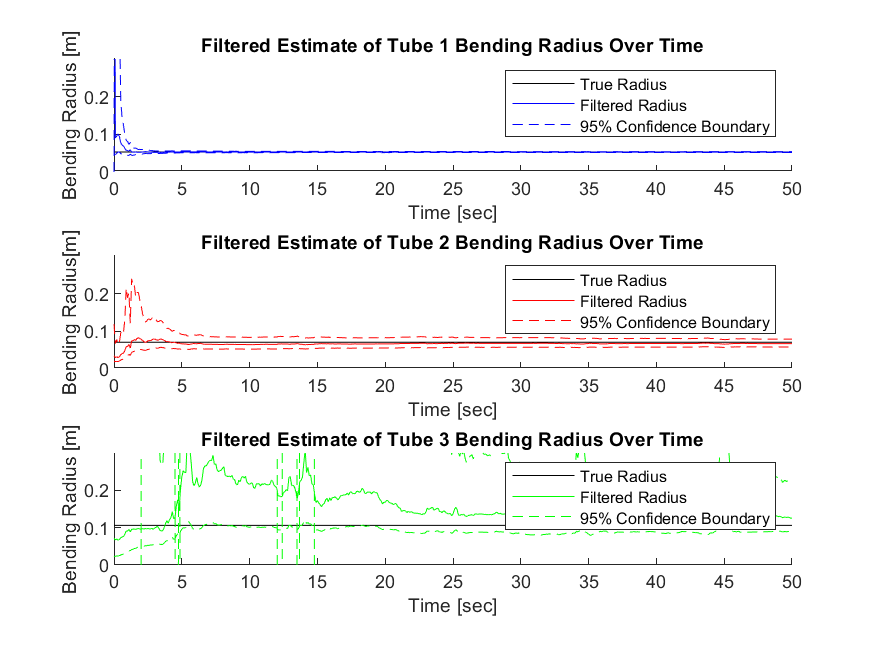 Filtered Estimate of Tube 1 Bending Radius Over Time
Bending Radius [m]
True Radius
Filtered Radius
95% Confidence Boundary
0.2
0.1
0
0 5 10 15 20 25 30 35 40 45 50
Time [sec]
Filtered Estimate of Tube 2 Bending Radius Over Time
Bending Radius[m]
True Radius
Filtered Radius
95% Confidence Boundary
0.2
0.1
0
0 5 10 15 20 25 30 35 40 45 50
Time [sec]
Filtered Estimate of Tube 3 Bending Radius Over Time
Bending Radius [m]
True Radius
Filtered Radius
95% Confidence Boundary
0.2
0.1
0
0 5 10 15 20 25 30 35 40 45 50
Time [sec]